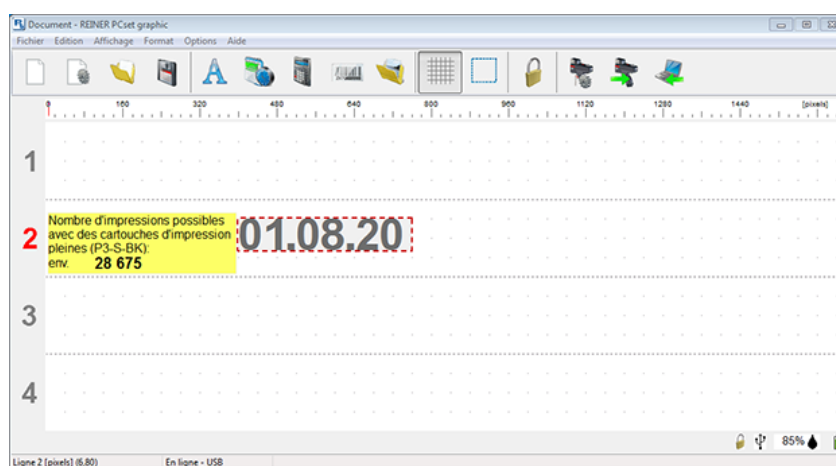 Document - REINER PCset graphic
Fichier Edition Affichage Format Options Aide
0 160 320 480 640 800 960 1120 1280 1440 [pixels]
1
2
Nombre d'impressions possibles
avec des cartouches d'impression
pleines (P3-S-BK):
env. 28 675
01.08.20
3
4
85%
Ligne 2 [pixels] (6,80) En ligne - USB